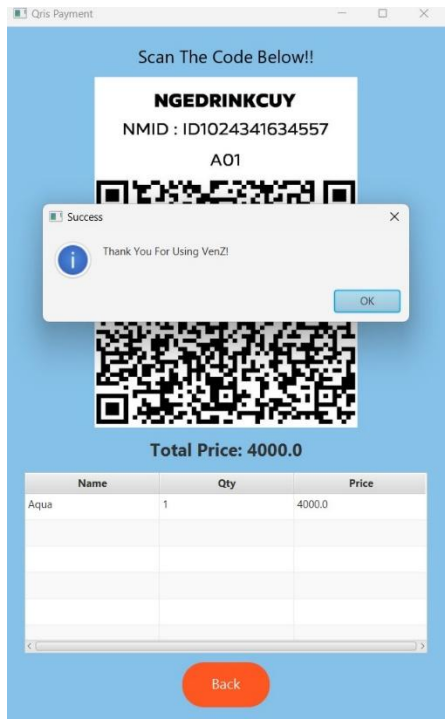 Qris Payment
Scan The Code Below!!
NGEDRINKCUY
NMID : ID1024341634557
A01
Success
Thank You For Using VenZ!
OK
Total Price: 4000.0
Name Qty Price
Aqua 1 4000.0
Back